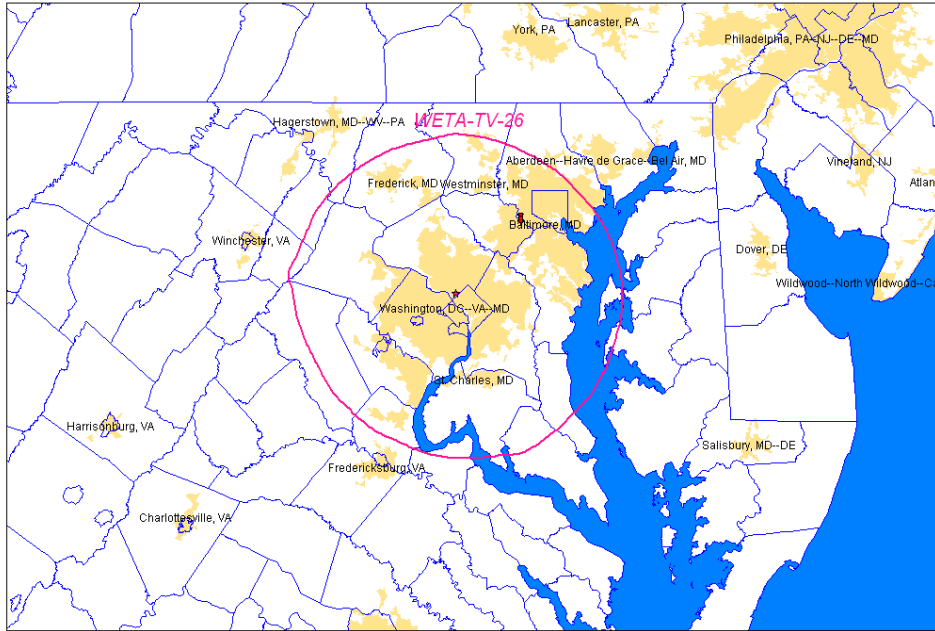 Lancaster, PA
York, PA
Philadelphia, PA--NJ--DE--MD
Hagerstown, MD--WV--PA
WETA-TV-26
Aberdeen--Havre de Grace--Bel Air, MD
Vineland, NJ
Frederick, MD
Westminster, MD
Atlan
Baltimore, MD
Winchester, VA
Dover, DE
Wildwood--North Wildwood--Ca
Washington, DC--VA--MD
St. Charles, MD
Harrisonburg, VA
Salisbury, MD--DE
Fredericksburg, VA
Charlottesville, VA